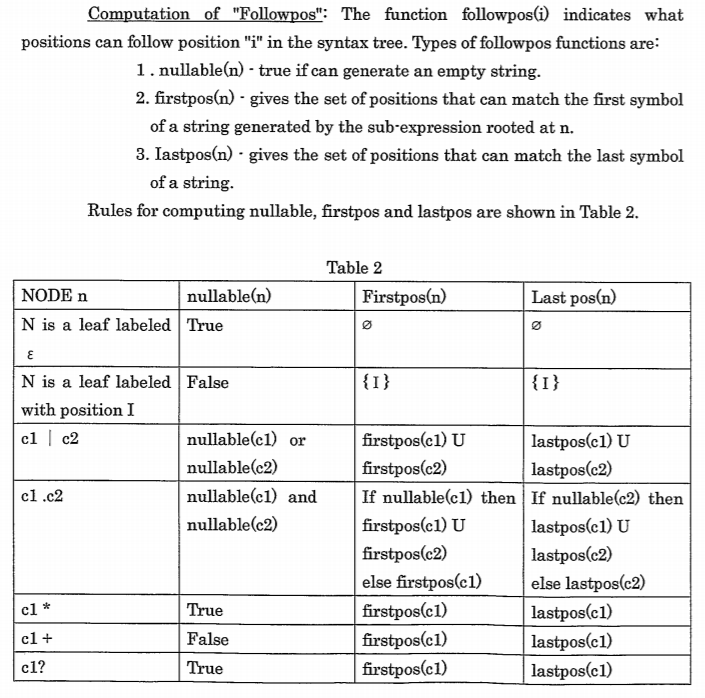 Computation of "Followpos": The function followpos(i) indicates what
positions can follow position "i" in the syntax tree. Types of followpos functions are:
1 . nullable(n) - true if can generate an empty string.
2. firstpos(n) - gives the set of positions that can match the first symbol
of a string generated by the sub-expression rooted at n.
3. Iastpos(n) - gives the set of positions that can match the last symbol
of a string.
Rules for computing nullable, firstpos and lastpos are shown in Table 2.
Table 2
NODE n nullable(n) Firstpos(n) Last pos(n)
N is a leaf labeled True ∅ ∅
ε
N is a leaf labeled False {I} {I}
with position I
c1 | c2 nullable(c1) or firstpos(c1) U lastpos(c1) U
nullable(c2) firstpos(c2) lastpos(c2)
c1 .c2 nullable(c1) and If nullable(c1) then If nullable(c2) then
nullable(c2) firstpos(c1) U lastpos(c1) U
firstpos(c2) lastpos(c2)
else firstpos(c1) else lastpos(c2)
c1 * True firstpos(c1) lastpos(c1)
c1 + False firstpos(c1) lastpos(c1)
c1? True firstpos(c1) lastpos(c1)